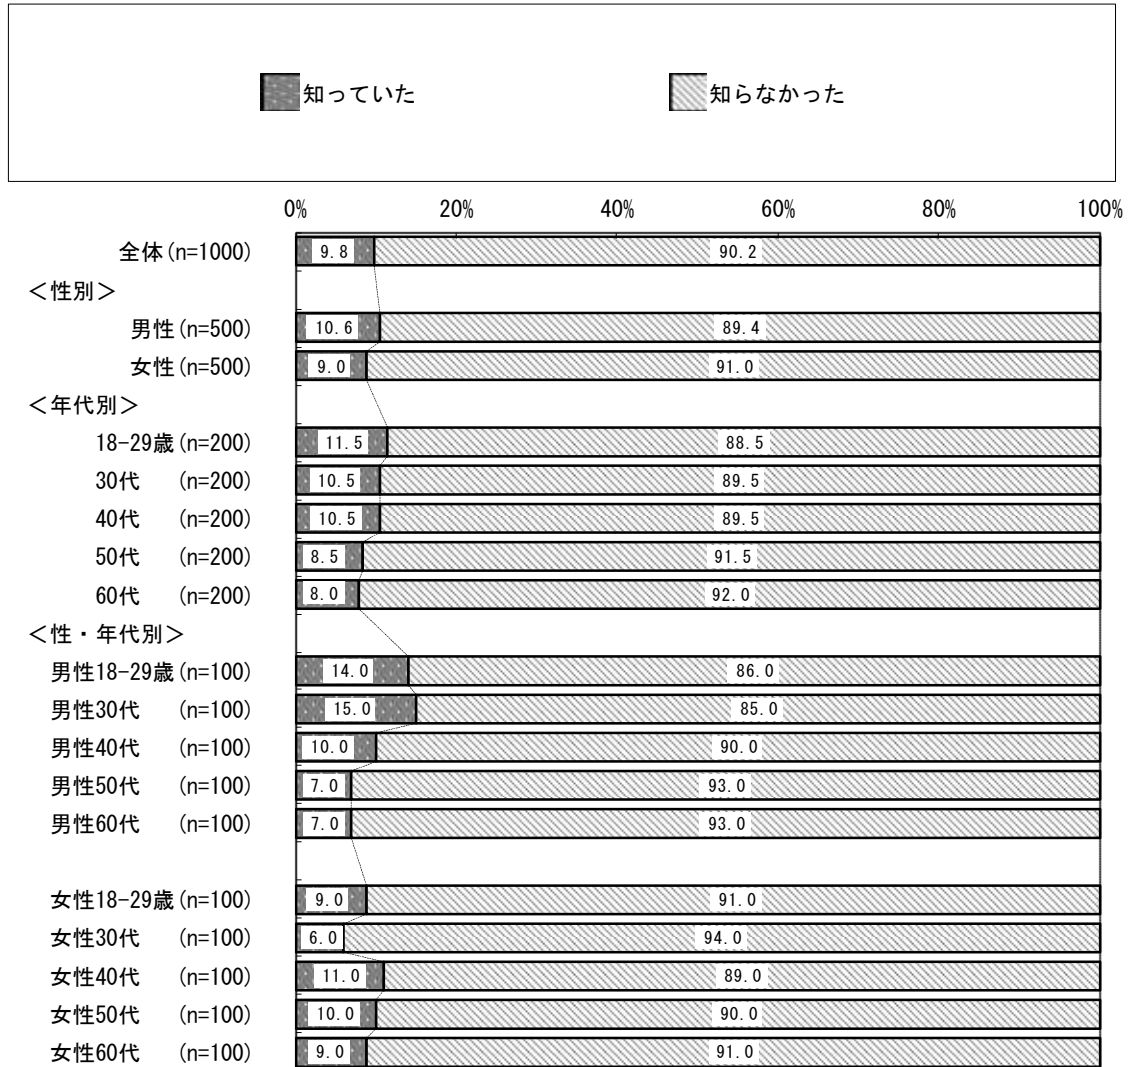 知っていた 知らなかった
0% 20% 40% 60% 80% 100%
全体(n=1000) 9.8 90.2
＜性別＞
男性(n=500) 10.6 89.4
女性(n=500) 9.0 91.0
＜年代別＞
18-29歳(n=200) 11.5 88.5
30代 (n=200) 10.5 89.5
40代 (n=200) 10.5 89.5
50代 (n=200) 8.5 91.5
60代 (n=200) 8.0 92.0
＜性・年代別＞
男性18-29歳(n=100) 14.0 86.0
男性30代 (n=100) 15.0 85.0
男性40代 (n=100) 10.0 90.0
男性50代 (n=100) 7.0 93.0
男性60代 (n=100) 7.0 93.0
女性18-29歳(n=100) 9.0 91.0
女性30代 (n=100) 6.0 94.0
女性40代 (n=100) 11.0 89.0
女性50代 (n=100) 10.0 90.0
女性60代 (n=100) 9.0 91.0